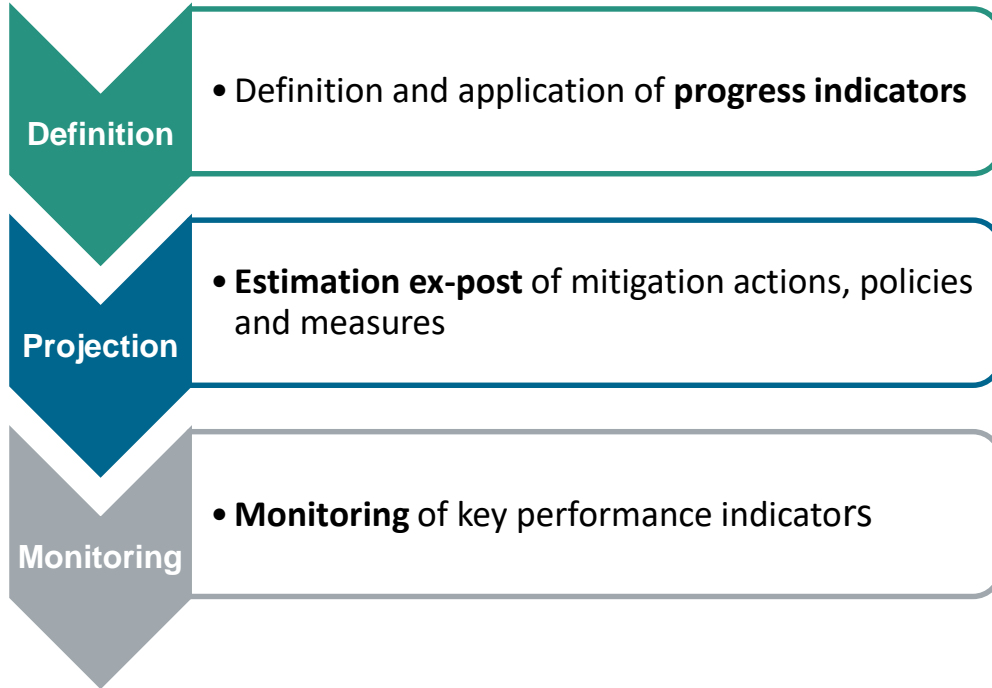 Definition
• Definition and application of progress indicators
Projection
• Estimation ex-post of mitigation actions, policies
and measures
Monitoring
• Monitoring of key performance indicators